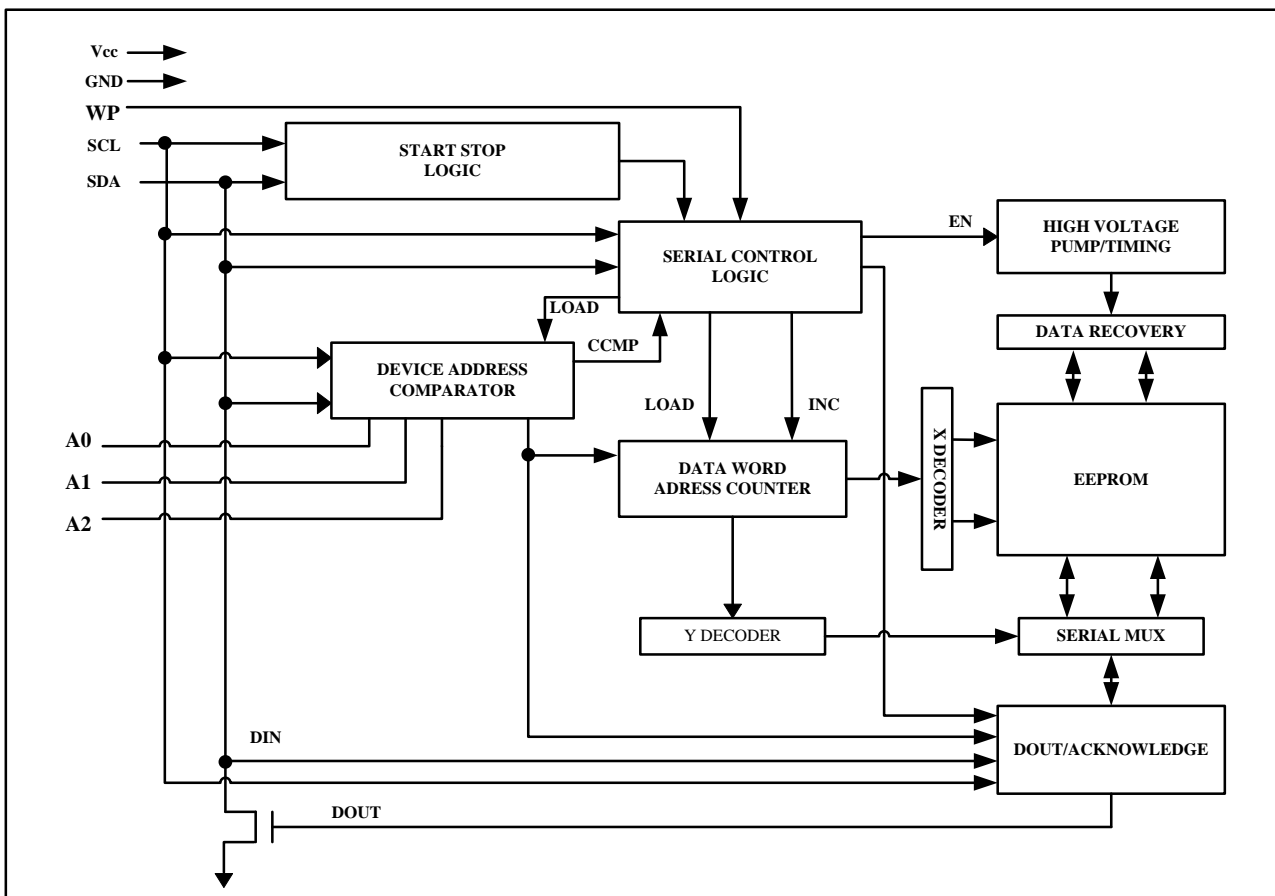 Vcc
GND
WP
SCL
SDA
START STOP
LOGIC
SERIAL CONTROL
LOGIC
EN
HIGH VOLTAGE
PUMP/TIMING
LOAD
CCMP
DATA RECOVERY
DEVICE ADDRESS
COMPARATOR
LOAD
INC
A0
A1
A2
DATA WORD
ADRESS COUNTER
X DECODER
EEPROM
Y DECODER
SERIAL MUX
DIN
DOUT/ACKNOWLEDGE
DOUT